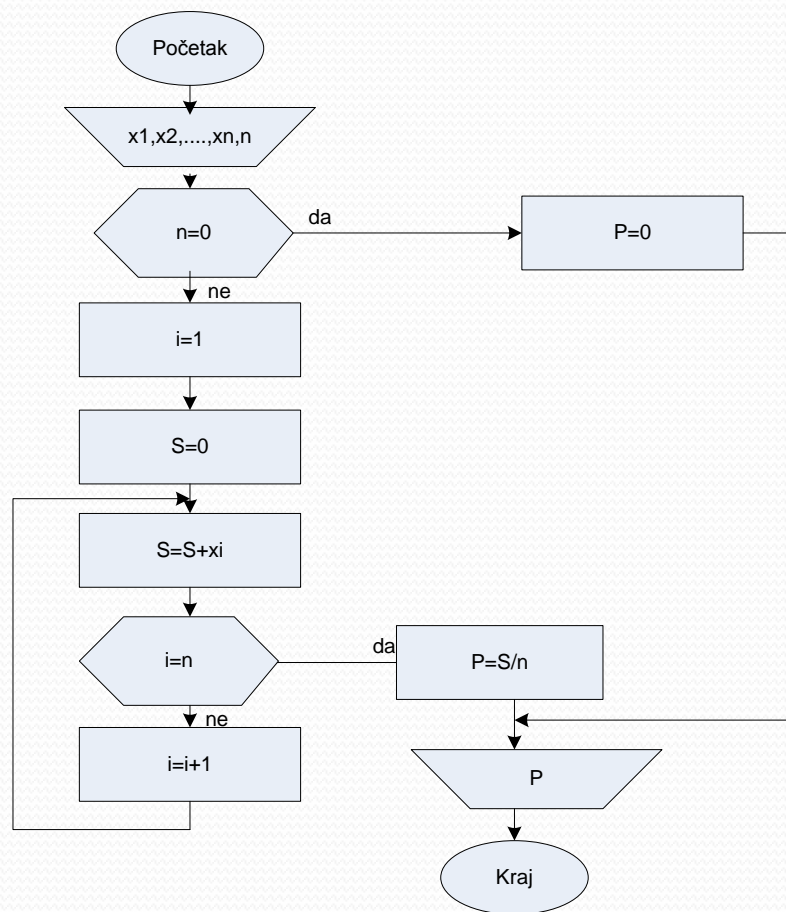 Početak
x1,x2,....,xn,n
n=0
da
P=0
ne
i=1
S=0
S=S+xi
i=n
da
P=S/n
ne
i=i+1
P
Kraj